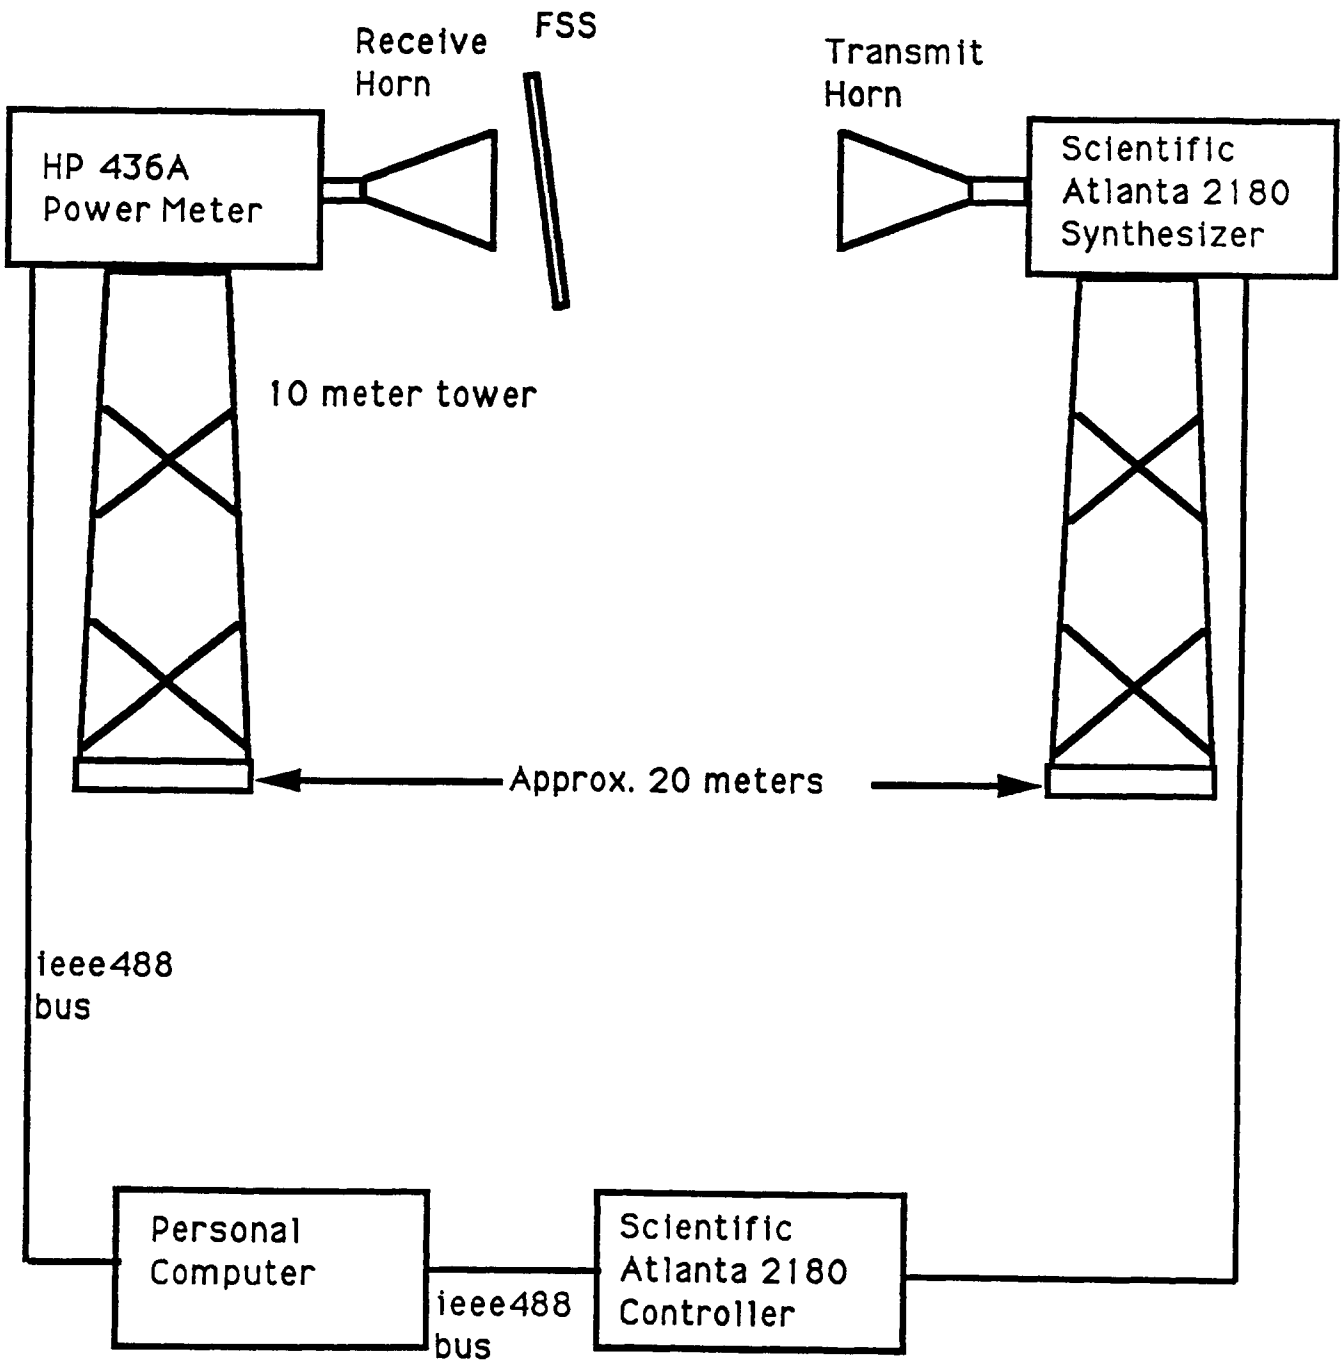 FSS
Receive
Horn
Transmit
Horn
HP 436A
Power Meter
Scientific
Atlanta 2180
Synthesizer
10 meter tower
Approx. 20 meters
ieee488
bus
Personal
Computer
ieee488
bus
Scientific
Atlanta 2180
Controller